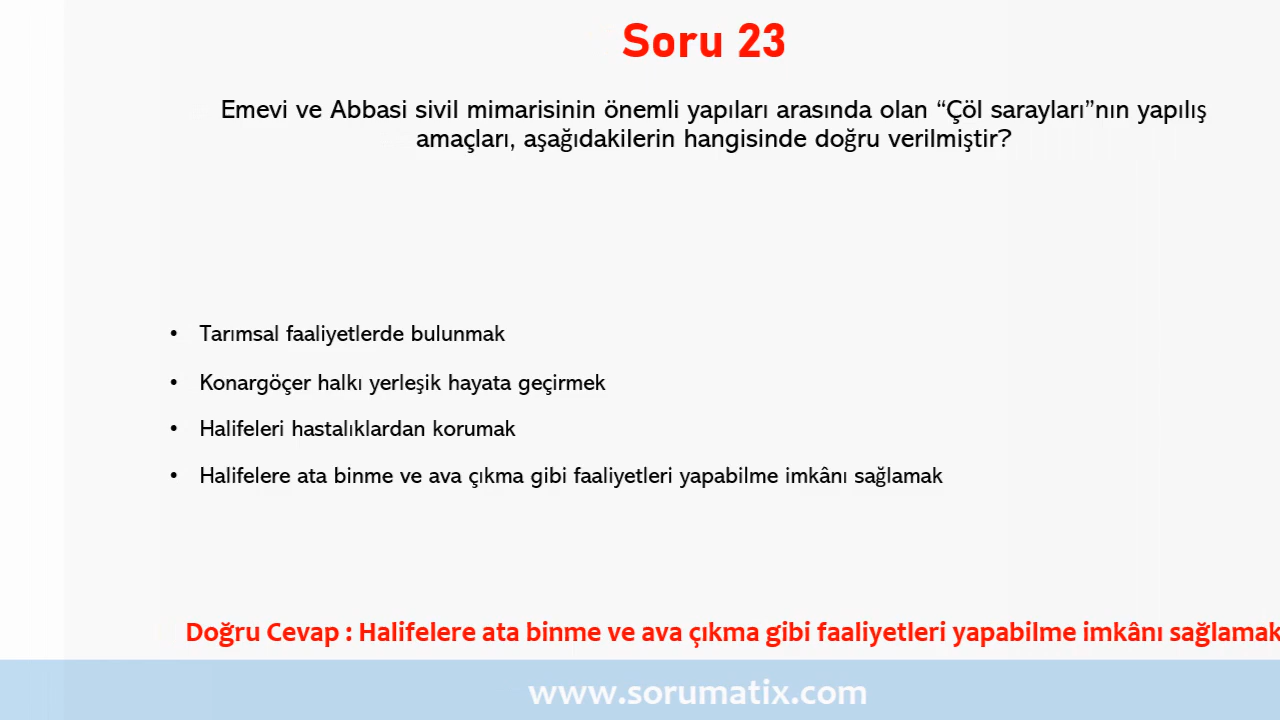 Soru 23
Emevi ve Abbasi sivil mimarisinin önemli yapıları arasında olan “Çöl sarayları”nın yapılış
amaçları, aşağıdakilerin hangisinde doğru verilmiştir?
• Tarımsal faaliyetlerde bulunmak
• Konargöçer halkı yerleşik hayata geçirmek
• Halifeleri hastalıklardan korumak
• Halifelere ata binme ve ava çıkma gibi faaliyetleri yapabilme imkânı sağlamak
Doğru Cevap : Halifelere ata binme ve ava çıkma gibi faaliyetleri yapabilme imkânı sağlamak
www.sorumatix.com